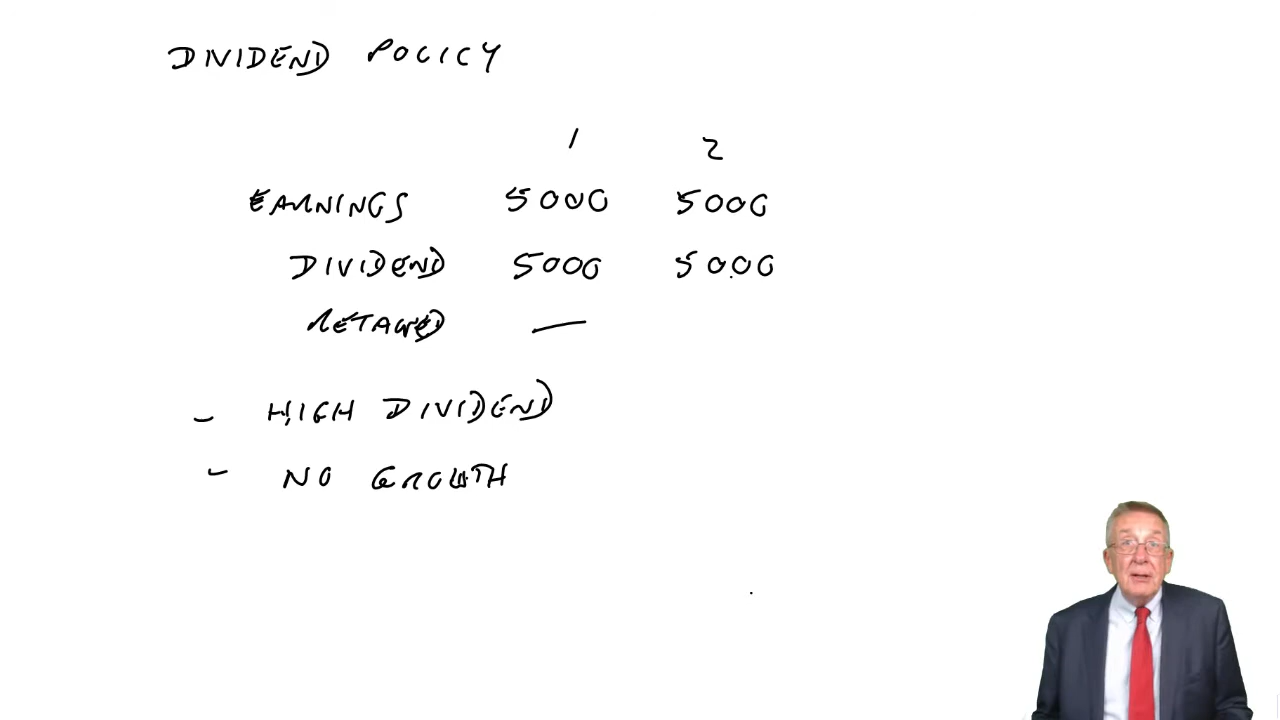 DIVIDEND POLICY
1 2
EARNINGS 5000 5000
DIVIDEND 5000 5000
RETAINED —
- HIGH DIVIDEND
- NO GROWTH